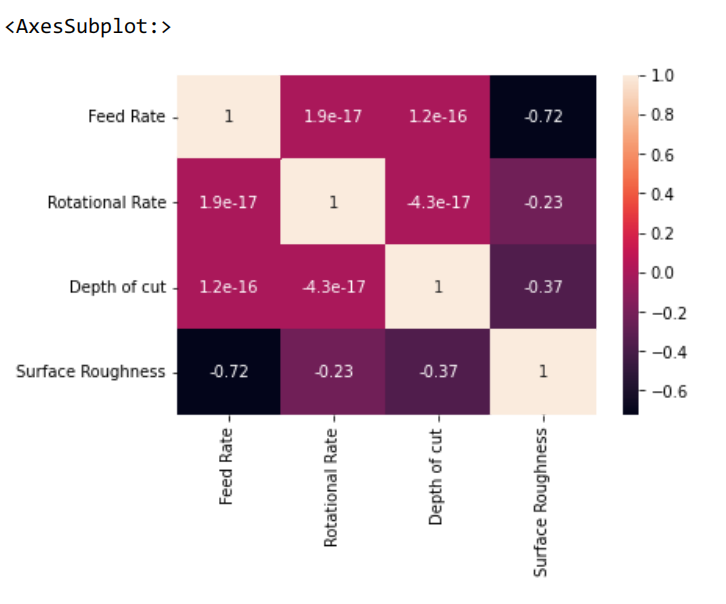 <AxesSubplot:>
Feed Rate 1 1.9e-17 1.2e-16 -0.72
Rotational Rate 1.9e-17 1 -4.3e-17 -0.23
Depth of cut 1.2e-16 -4.3e-17 1 -0.37
Surface Roughness -0.72 -0.23 -0.37 1
Feed Rate
Rotational Rate
Depth of cut
Surface Roughness
1.0
0.8
0.6
0.4
0.2
0.0
−0.2
−0.4
−0.6